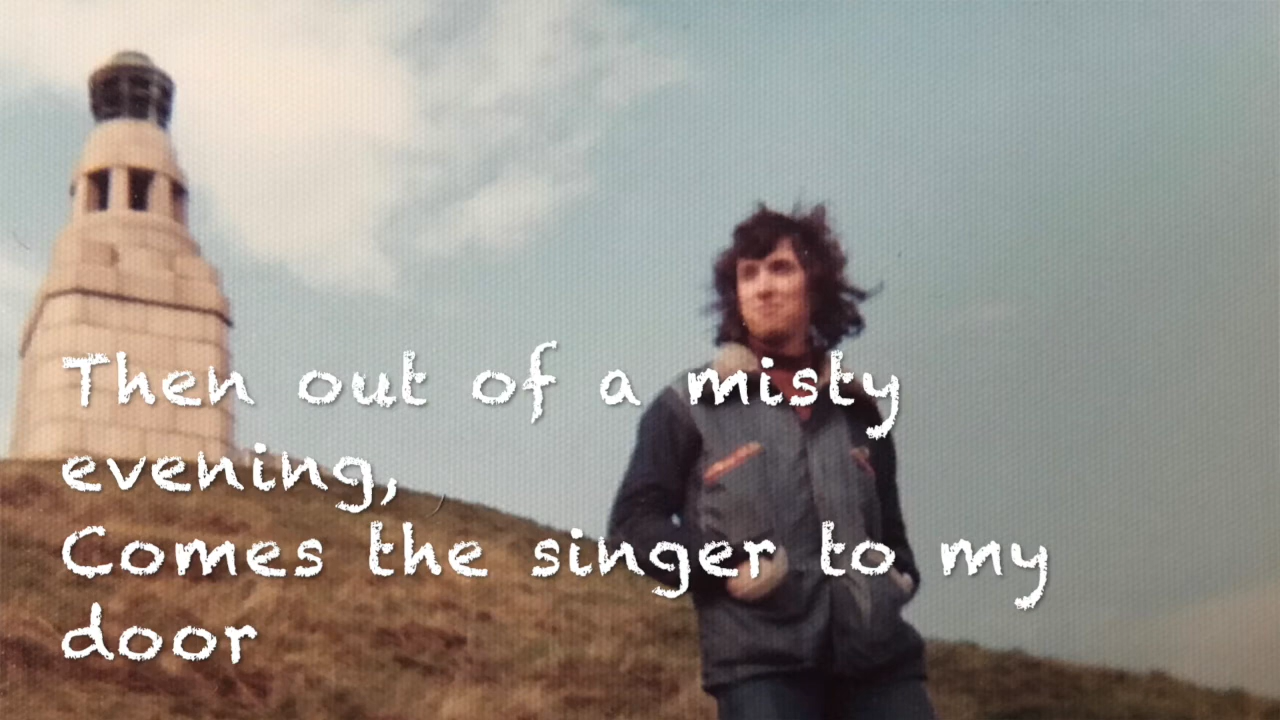 Then out of a misty
evening,
Comes the singer to my
door